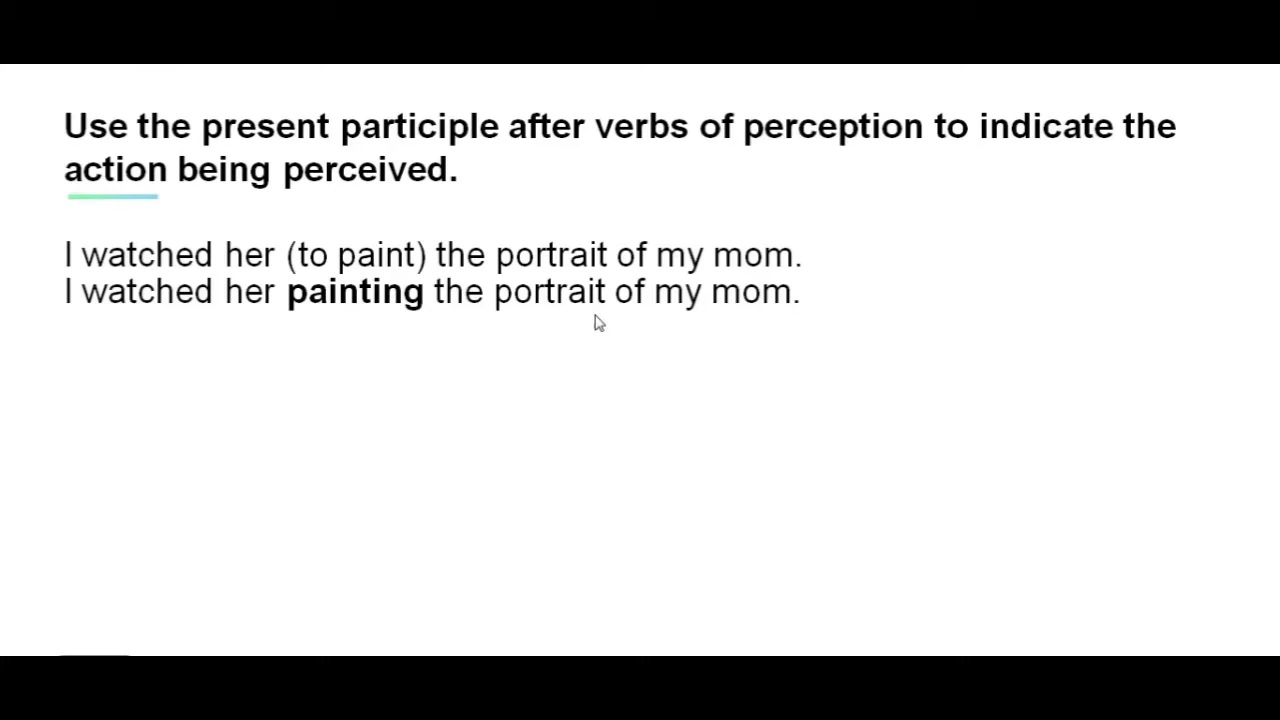 Use the present participle after verbs of perception to indicate the
action being perceived.
I watched her (to paint) the portrait of my mom.
I watched her painting the portrait of my mom.